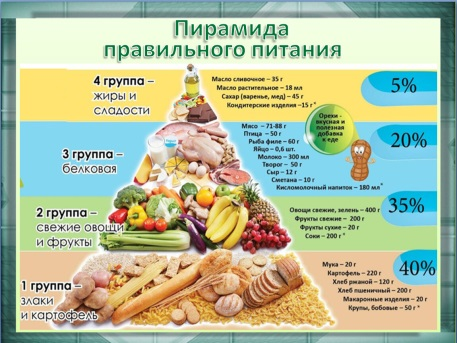 Пирамида
правильного питания
4 группа –
жиры и
сладости
Масло сливочное – 35 г
Масло растительное – 18 мл
Сахар (варенье, мед) – 45 г
Кондитерские изделия –15 г *
5%
Орехи -
вкусная и
полезная
добавка
к еде
3 группа –
белковая
Мясо – 71-88 г
Птица – 50 г
Рыба филе – 60 г
Яйцо – 0,6 шт.
Молоко – 300 мл
Творог – 50 г
Сыр – 12 г
Сметана – 10 г
Кисломолочный напиток – 180 мл *
20%
2 группа –
свежие овощи
и фрукты
Овощи свежие, зелень – 400 г
Фрукты свежие – 200 г
Фрукты сухие – 20 г
Соки – 200 г *
35%
1 группа –
злаки
и картофель
Мука – 20 г
Картофель – 220 г
Хлеб ржаной – 120 г
Хлеб пшеничный – 200 г
Макаронные изделия – 20 г
Крупы, бобовые – 50 г *
40%